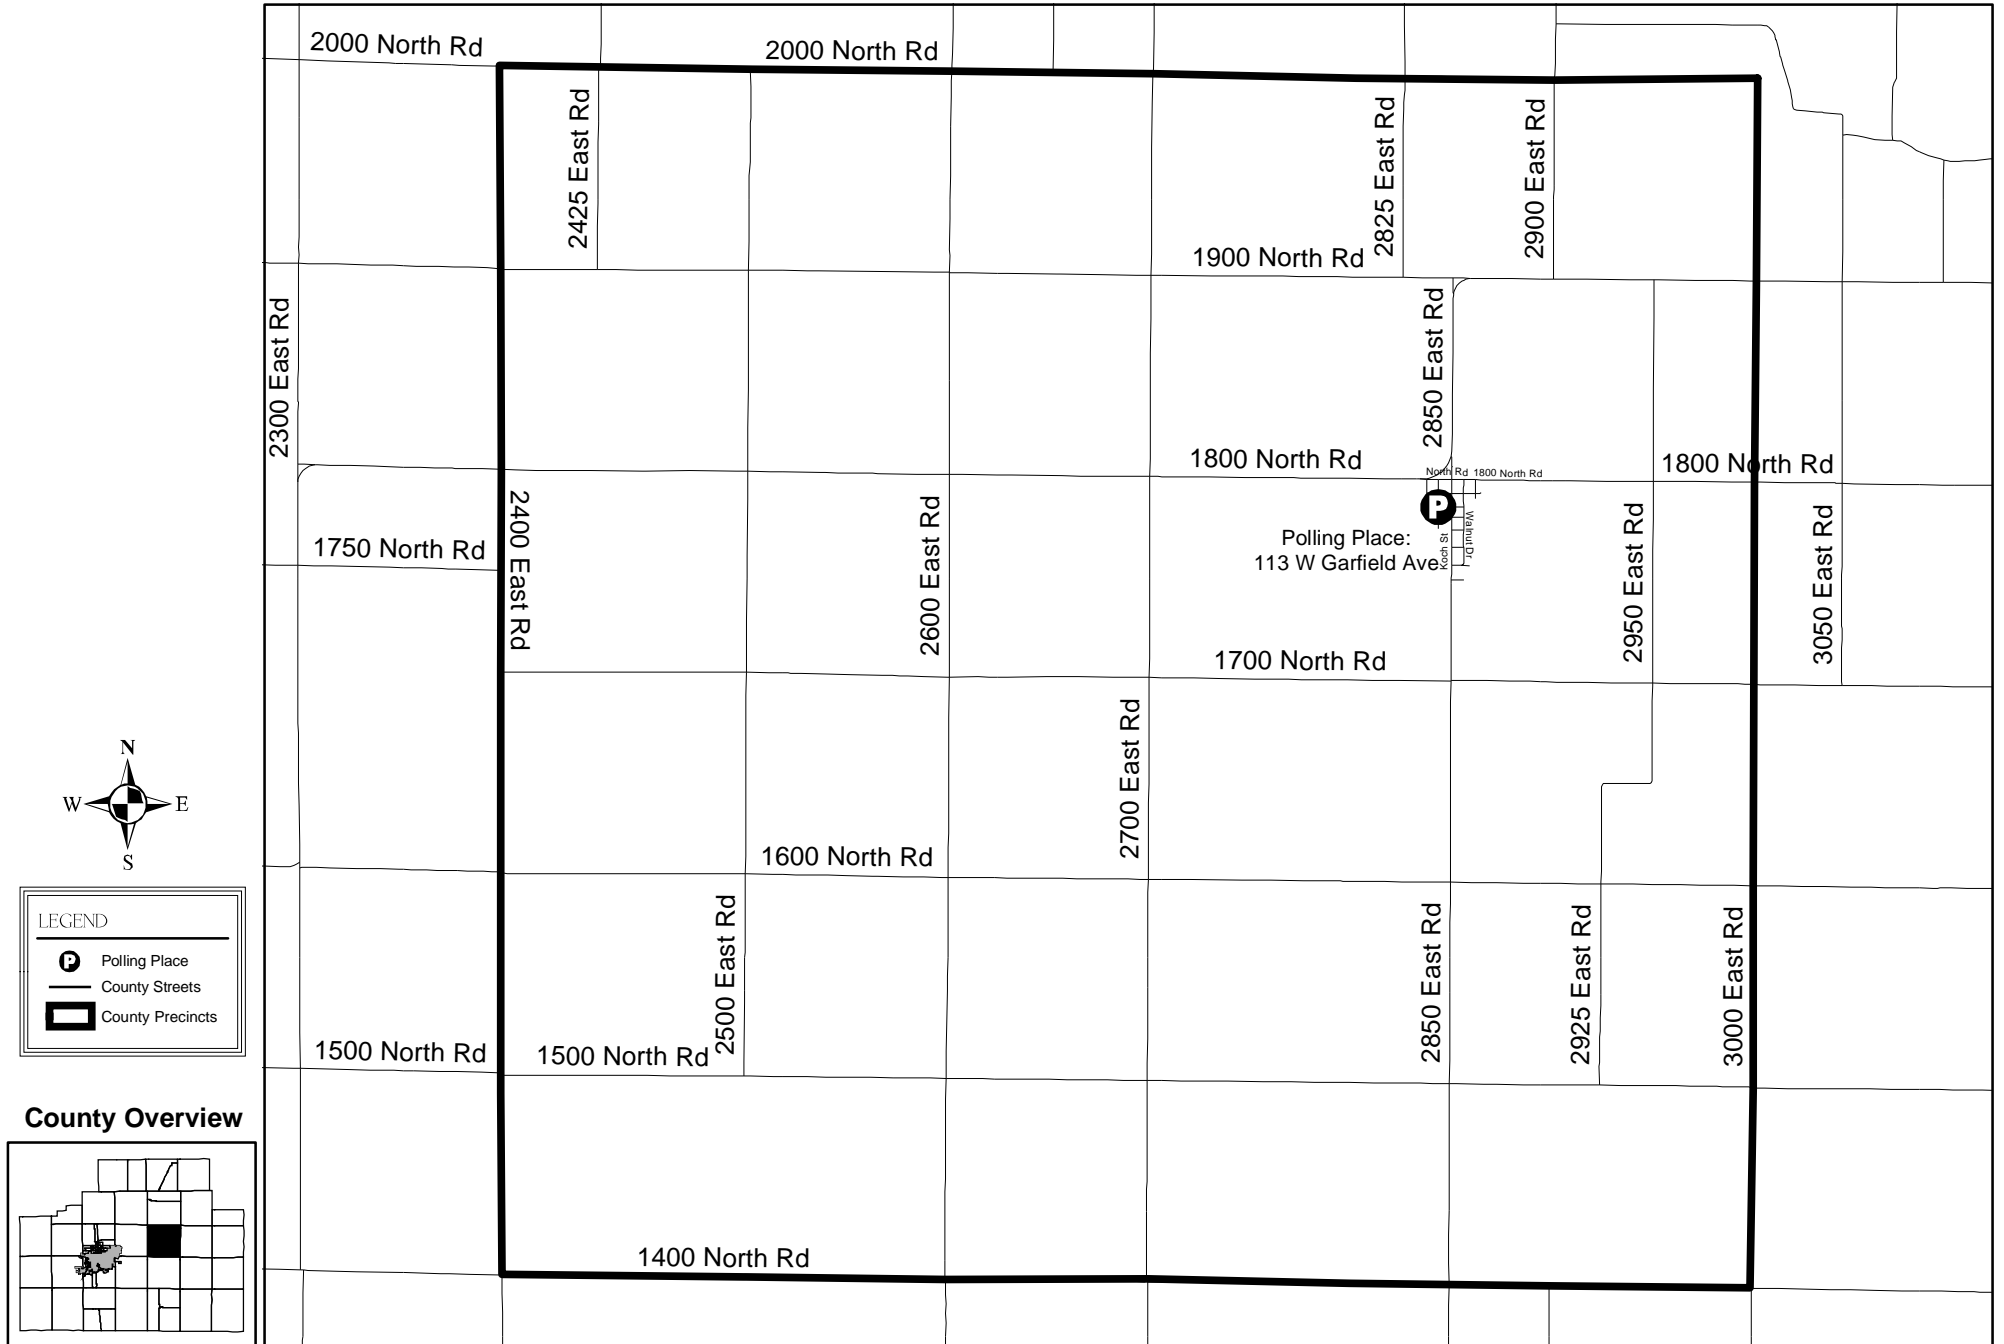 2000 North Rd
2000 North Rd
2425 East Rd
2825 East Rd
2900 East Rd
1900 North Rd
2300 East Rd
2850 East Rd
1800 North Rd
1800 North Rd
North Rd
1800 North Rd
2400 East Rd
2600 East Rd
P
Polling Place:
113 W Garfield Ave
Koch St
Walnut Dr
2950 East Rd
3050 East Rd
1750 North Rd
1700 North Rd
2700 East Rd
N
W
E
S
1600 North Rd
LEGEND
P
Polling Place
County Streets
County Precincts
2500 East Rd
2850 East Rd
2925 East Rd
3000 East Rd
1500 North Rd
1500 North Rd
County Overview
1400 North Rd